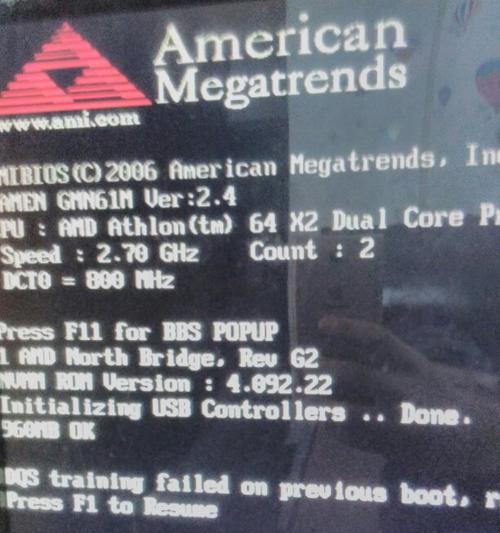 American
Megatrends
www.ami.com
MIBIOS(C)2006 American Megatrends, Inc
AMEN GMN61M Ver:2.4
PU : AMD Athlon(tm) 64 X2 Dual Core Pr
Speed : 2.70 GHz Count : 2
DCT0 = 800 MHz
Press F11 for BBS POPUP
1 AMD North Bridge, Rev G2
NVMM ROM Version : 4.092.22
Initializing USB Controllers .. Done.
960MB OK
DQS training failed on previous boot, r
Press F1 to Resume